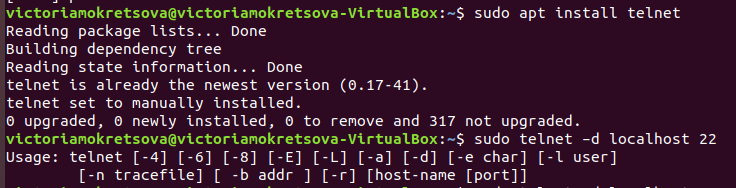 victoriamokretsova@victoriamokretsova-VirtualBox:~$ sudo apt install telnet
Reading package lists... Done
Building dependency tree
Reading state information... Done
telnet is already the newest version (0.17-41).
telnet set to manually installed.
0 upgraded, 0 newly installed, 0 to remove and 317 not upgraded.
victoriamokretsova@victoriamokretsova-VirtualBox:~$ sudo telnet –d localhost 22
Usage: telnet [-4] [-6] [-8] [-E] [-L] [-a] [-d] [-e char] [-l user]
        [-n tracefile] [ -b addr ] [-r] [host-name [port]]